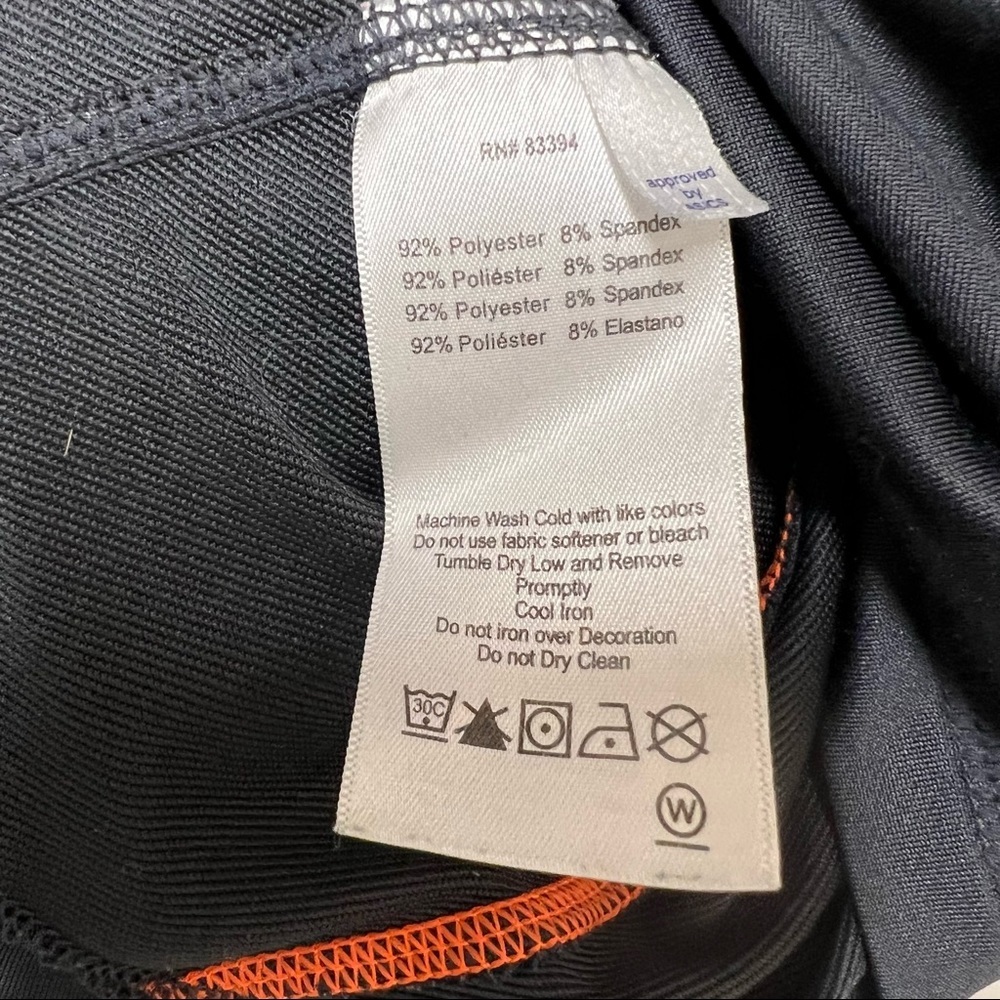 RN# 83394
approved
by
ASICS
92% Polyester 8% Spandex
92% Poliéster 8% Spandex
92% Polyester 8% Spandex
92% Poliéster 8% Elastano
Machine Wash Cold with like colors
Do not use fabric softener or bleach
Tumble Dry Low and Remove
Promptly
Cool Iron
Do not iron over Decoration
Do not Dry Clean
30C
W